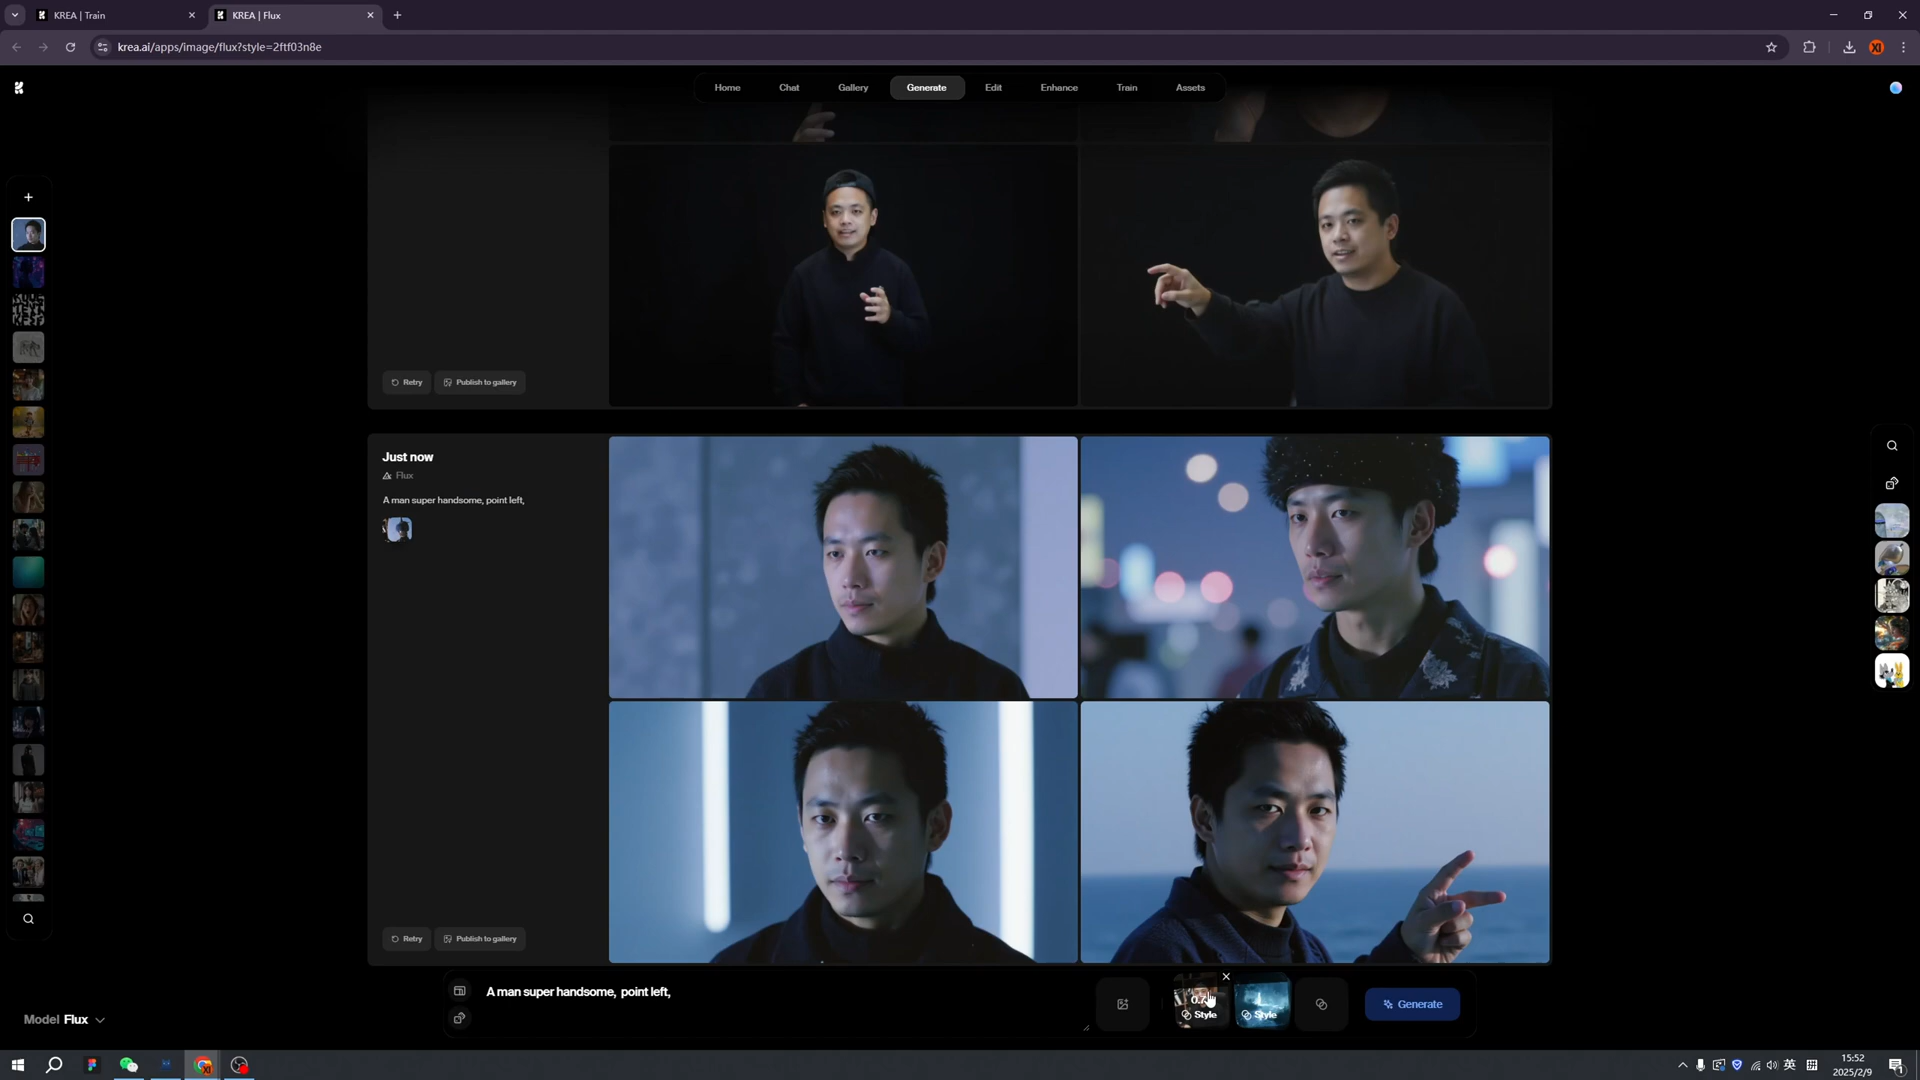 KREA | Train
KREA | Flux
krea.ai/apps/image/flux?style=2ftf03n8e
Home
Chat
Gallery
Generate
Edit
Enhance
Train
Assets
Retry
Publish to gallery
Just now
Flux
A man super handsome, point left,
Retry
Publish to gallery
A man super handsome, point left,
Style
Style
Generate
Model Flux
英
15:52
2025/2/9